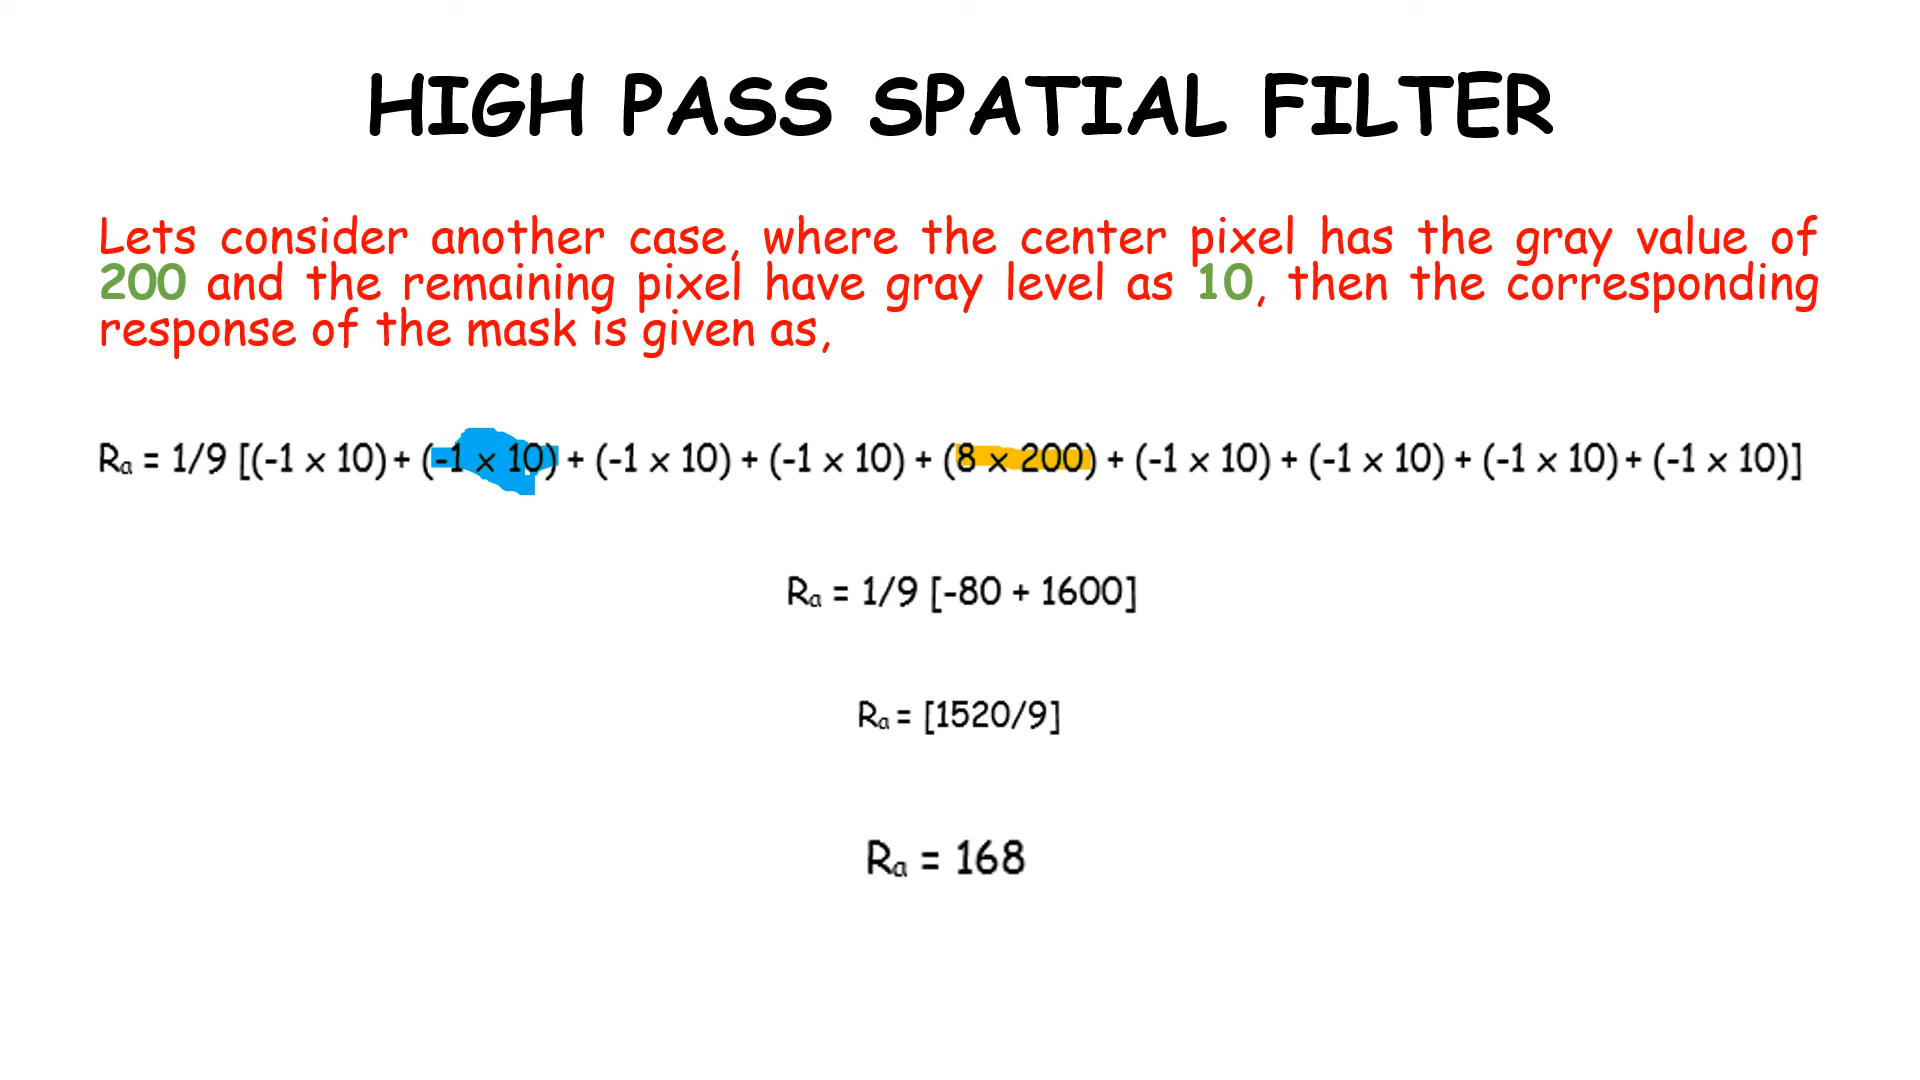 HIGH PASS SPATIAL FILTER
Lets consider another case, where the center pixel has the gray value of
200 and the remaining pixel have gray level as 10, then the corresponding
response of the mask is given as,
Ra = 1/9 [(-1 x 10) + (-1 x 10) + (-1 x 10) + (-1 x 10) + (8 x 200) + (-1 x 10) + (-1 x 10) + (-1 x 10) + (-1 x 10)]
Ra = 1/9 [-80 + 1600]
Ra = [1520/9]
Ra = 168